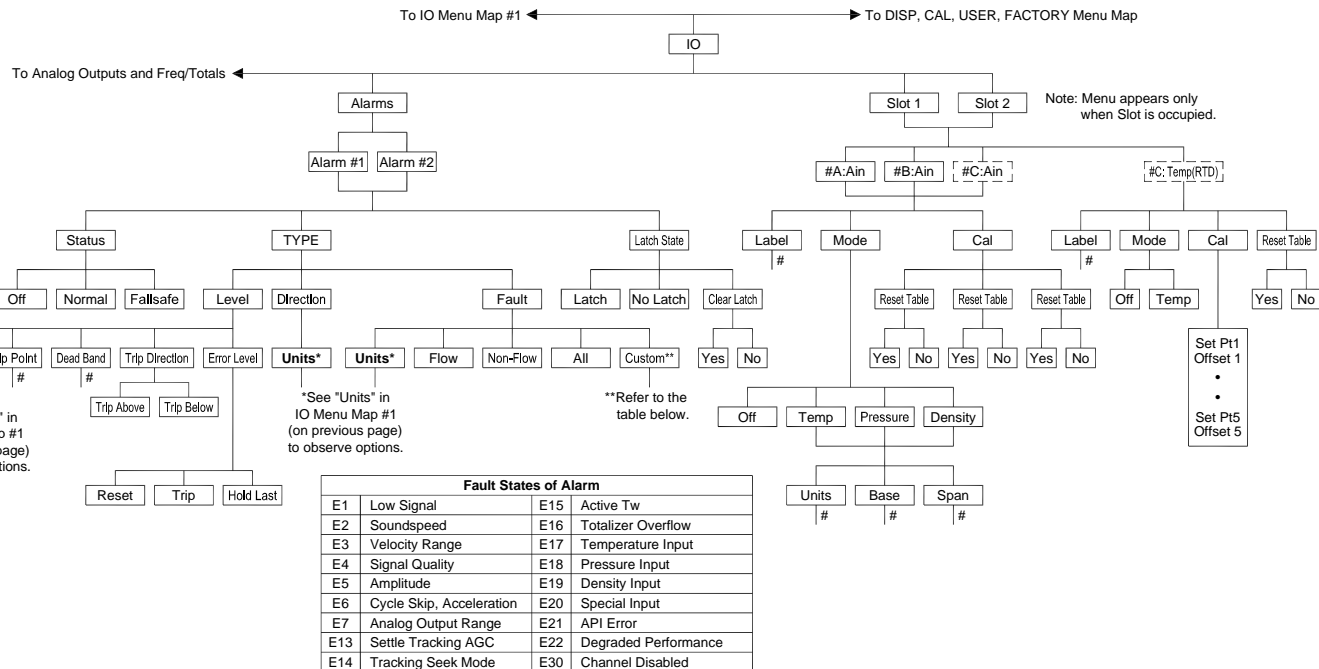 To IO Menu Map #1
To DISP, CAL, USER, FACTORY Menu Map
IO
To Analog Outputs and Freq/Totals
Alarms
Slot 1
Slot 2
Note: Menu appears only
when Slot is occupied.
Alarm #1
Alarm #2
#A:Ain
#B:Ain
#C:Ain
#C: Temp(RTD)
Status
TYPE
Latch State
Label
Mode
Cal
Label
Mode
Cal
Reset Table
#
#
Off
Normal
Failsafe
Level
Direction
Fault
Latch
No Latch
Clear Latch
Reset Table
Reset Table
Reset Table
Off
Temp
Yes
No
Point
Dead Band
Trip Direction
Error Level
Units*
Units*
Flow
Non-Flow
All
Custom**
Yes
No
Yes
No
Yes
No
Yes
No
#
#
Set Pt1
Offset 1
•
•
Set Pt5
Offset 5
Trip Above
Trip Below
*See "Units" in
IO Menu Map #1
(on previous page)
to observe options.
**Refer to the
table below.
Off
Temp
Pressure
Density
" in
#1
page)
Reset
Trip
Hold Last
Units
Base
Span
#
#
#
Fault States of Alarm
E1 Low Signal E15 Active Tw
E2 Soundspeed E16 Totalizer Overflow
E3 Velocity Range E17 Temperature Input
E4 Signal Quality E18 Pressure Input
E5 Amplitude E19 Density Input
E6 Cycle Skip, Acceleration E20 Special Input
E7 Analog Output Range E21 API Error
E13 Settle Tracking AGC E22 Degraded Performance
E14 Tracking Seek Mode E30 Channel Disabled